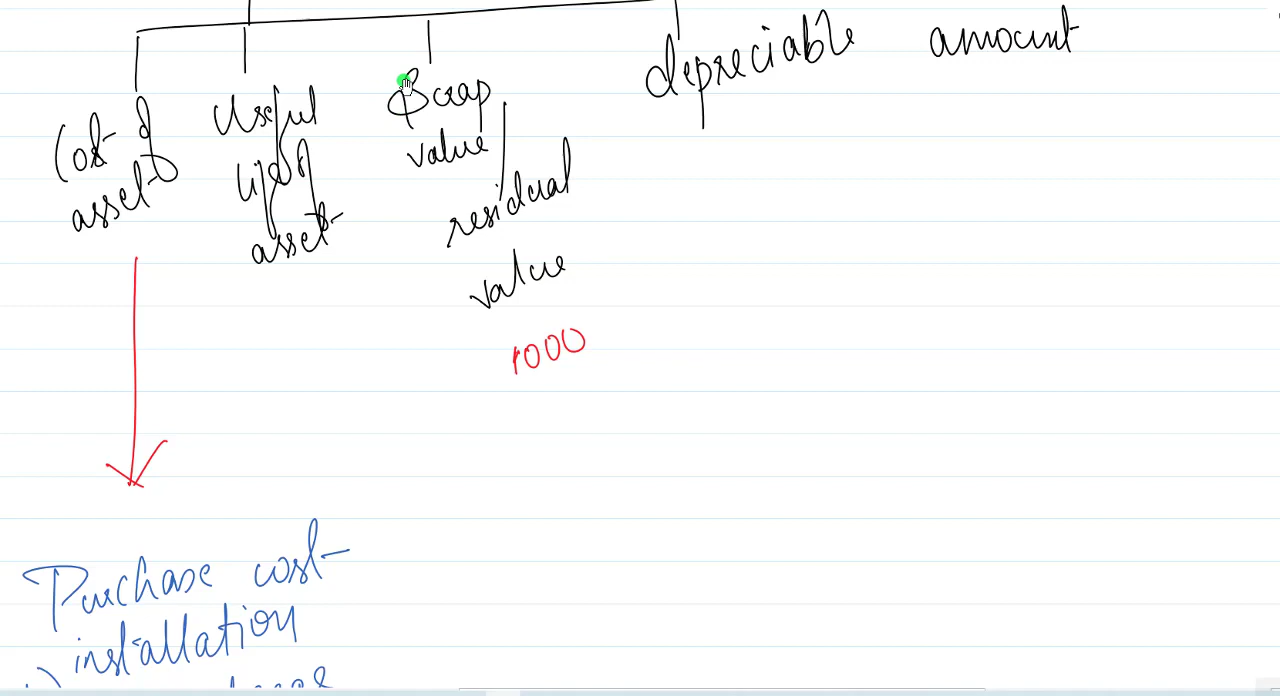 depreciable amount
Cost of
asset
Useful
life of
asset
Scrap
value
residual
value
1000
Purchase cost
installation